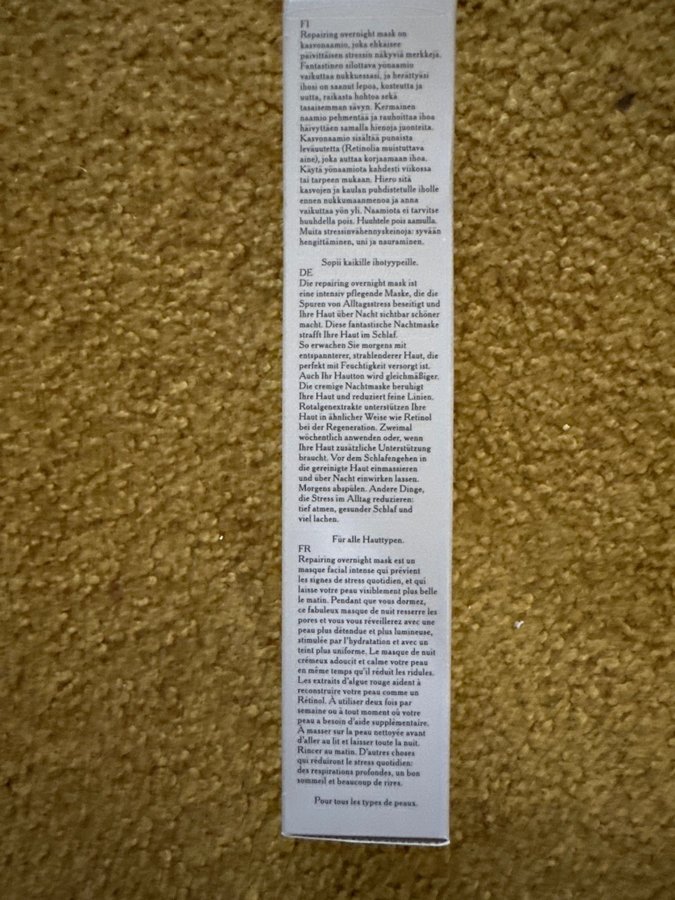 FI
Repairing overnight mask on
kasvonaamio, joka ehkäisee
päivittäisen stressin näkyviä merkkejä.
Fantastinen silottava yönaamio
vaikuttaa nukkuessasi, ja herättyäsi
ihosi on saanut lepoa, kosteutta ja
uutta, raikasta hohtoa sekä
tasaisemman sävyn. Kermainen
naamio pehmentää ja rauhoittaa ihoa
häivyttäen samalla hienoja juonteita.
Kasvonaamio sisältää punaista
leväuutetta (Retinolia muistuttava
aine), joka auttaa korjaamaan ihoa.
Käytä yönaamiota kahdesti viikossa
tai tarpeen mukaan. Hiero sitä
kasvojen ja kaulan puhdistetulle iholle
ennen nukkumaanmenoa ja anna
vaikuttaa yön yli. Naamiota ei tarvitse
huuhdella pois. Huuhtele pois aamulla.
Muita stressinvähennyskeinoja: syvään
hengittäminen, uni ja nauraminen.
Sopii kaikille ihotyypeille.
DE
Die repairing overnight mask ist
eine intensiv pflegende Maske, die die
Spuren von Alltagsstress beseitigt und
Ihre Haut über Nacht sichtbar schöner
macht. Diese fantastische Nachtmaske
strafft Ihre Haut im Schlaf.
So erwachen Sie morgens mit
entspannterer, strahlenderer Haut, die
perfekt mit Feuchtigkeit versorgt ist.
Auch Ihr Hautton wird gleichmäßiger.
Die cremige Nachtmaske beruhigt
Ihre Haut und reduziert feine Linien.
Rotalgenextrakte unterstützen Ihre
Haut in ähnlicher Weise wie Retinol
bei der Regeneration. Zweimal
wöchentlich anwenden oder, wenn
Ihre Haut zusätzliche Unterstützung
braucht. Vor dem Schlafengehen in
die gereinigte Haut einmassieren
und über Nacht einwirken lassen.
Morgens abspülen. Andere Dinge,
die Stress im Alltag reduzieren:
tief atmen, gesunder Schlaf und
viel lachen.
Für alle Hauttypen.
FR
Repairing overnight mask est un
masque facial intense qui prévient
les signes de stress quotidien, et qui
laisse votre peau visiblement plus belle
le matin. Pendant que vous dormez,
ce fabuleux masque de nuit resserre les
pores et vous vous réveillerez avec une
peau plus détendue et plus lumineuse,
stimulée par l'hydratation et avec un
teint plus uniforme. Le masque de nuit
crémeux adoucit et calme votre peau
en même temps qu'il réduit les ridules.
Les extraits d'algue rouge aident à
reconstruire votre peau comme un
Rétinol. À utiliser deux fois par
semaine ou à tout moment où votre
peau a besoin d'aide supplémentaire.
À masser sur la peau nettoyée avant
d'aller au lit et laisser toute la nuit.
Rincer au matin. D'autres choses
qui réduiront le stress quotidien:
des respirations profondes, un bon
sommeil et beaucoup de rires.
Pour tous les types de peaux.